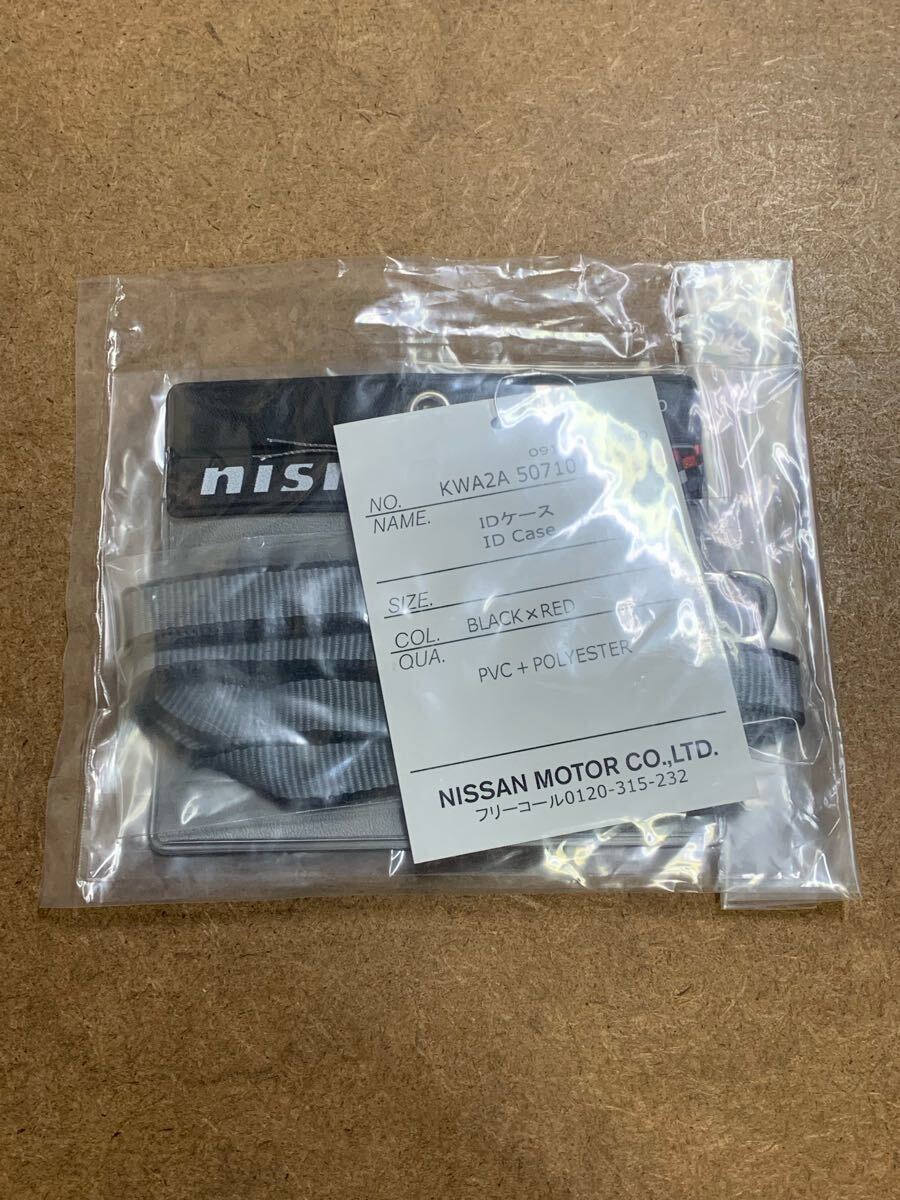 nis
091
NO. KWA2A 50710
NAME. IDケース
ID Case
SIZE.
COL. BLACK×RED
QUA. PVC+POLYESTER
NISSAN MOTOR CO.,LTD.
フリーコール0120-315-232